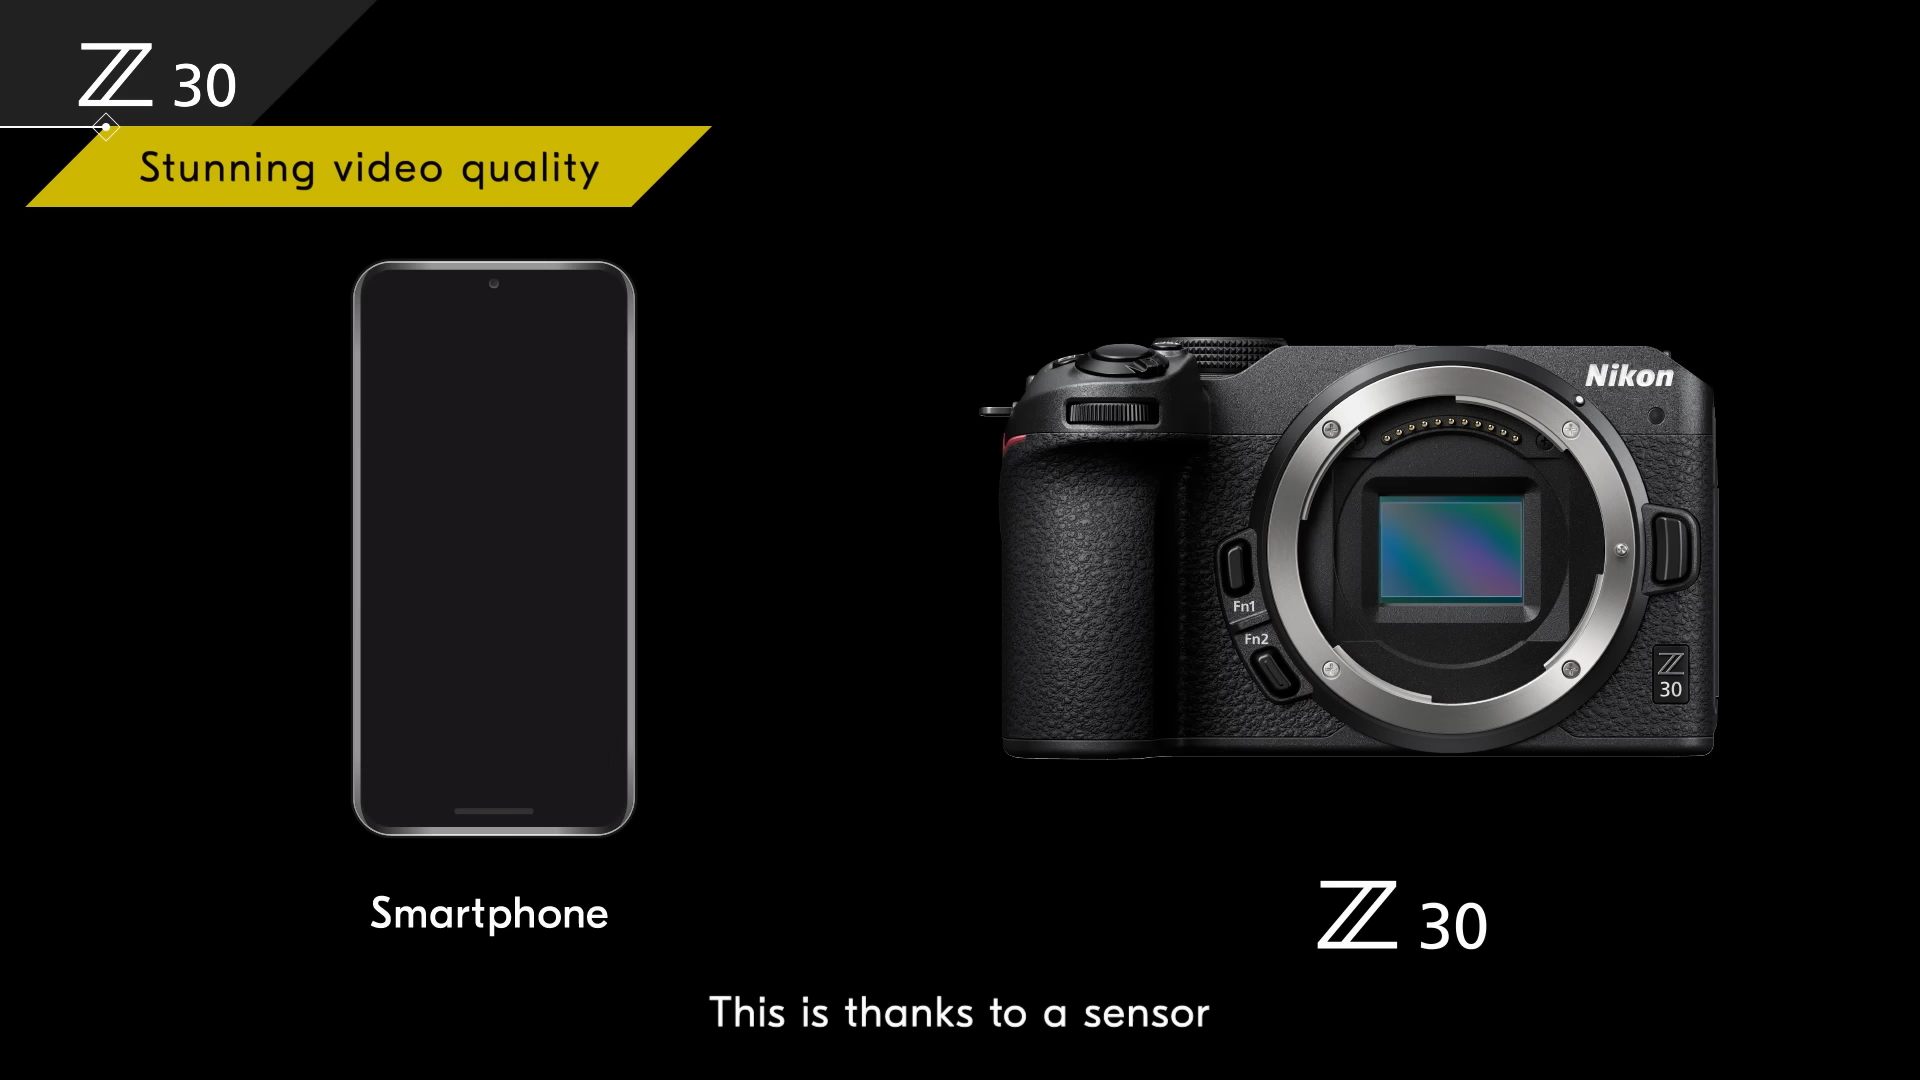 Z 30
Stunning video quality
Nikon
Fn1
Fn2
Z
30
Smartphone
Z 30
This is thanks to a sensor